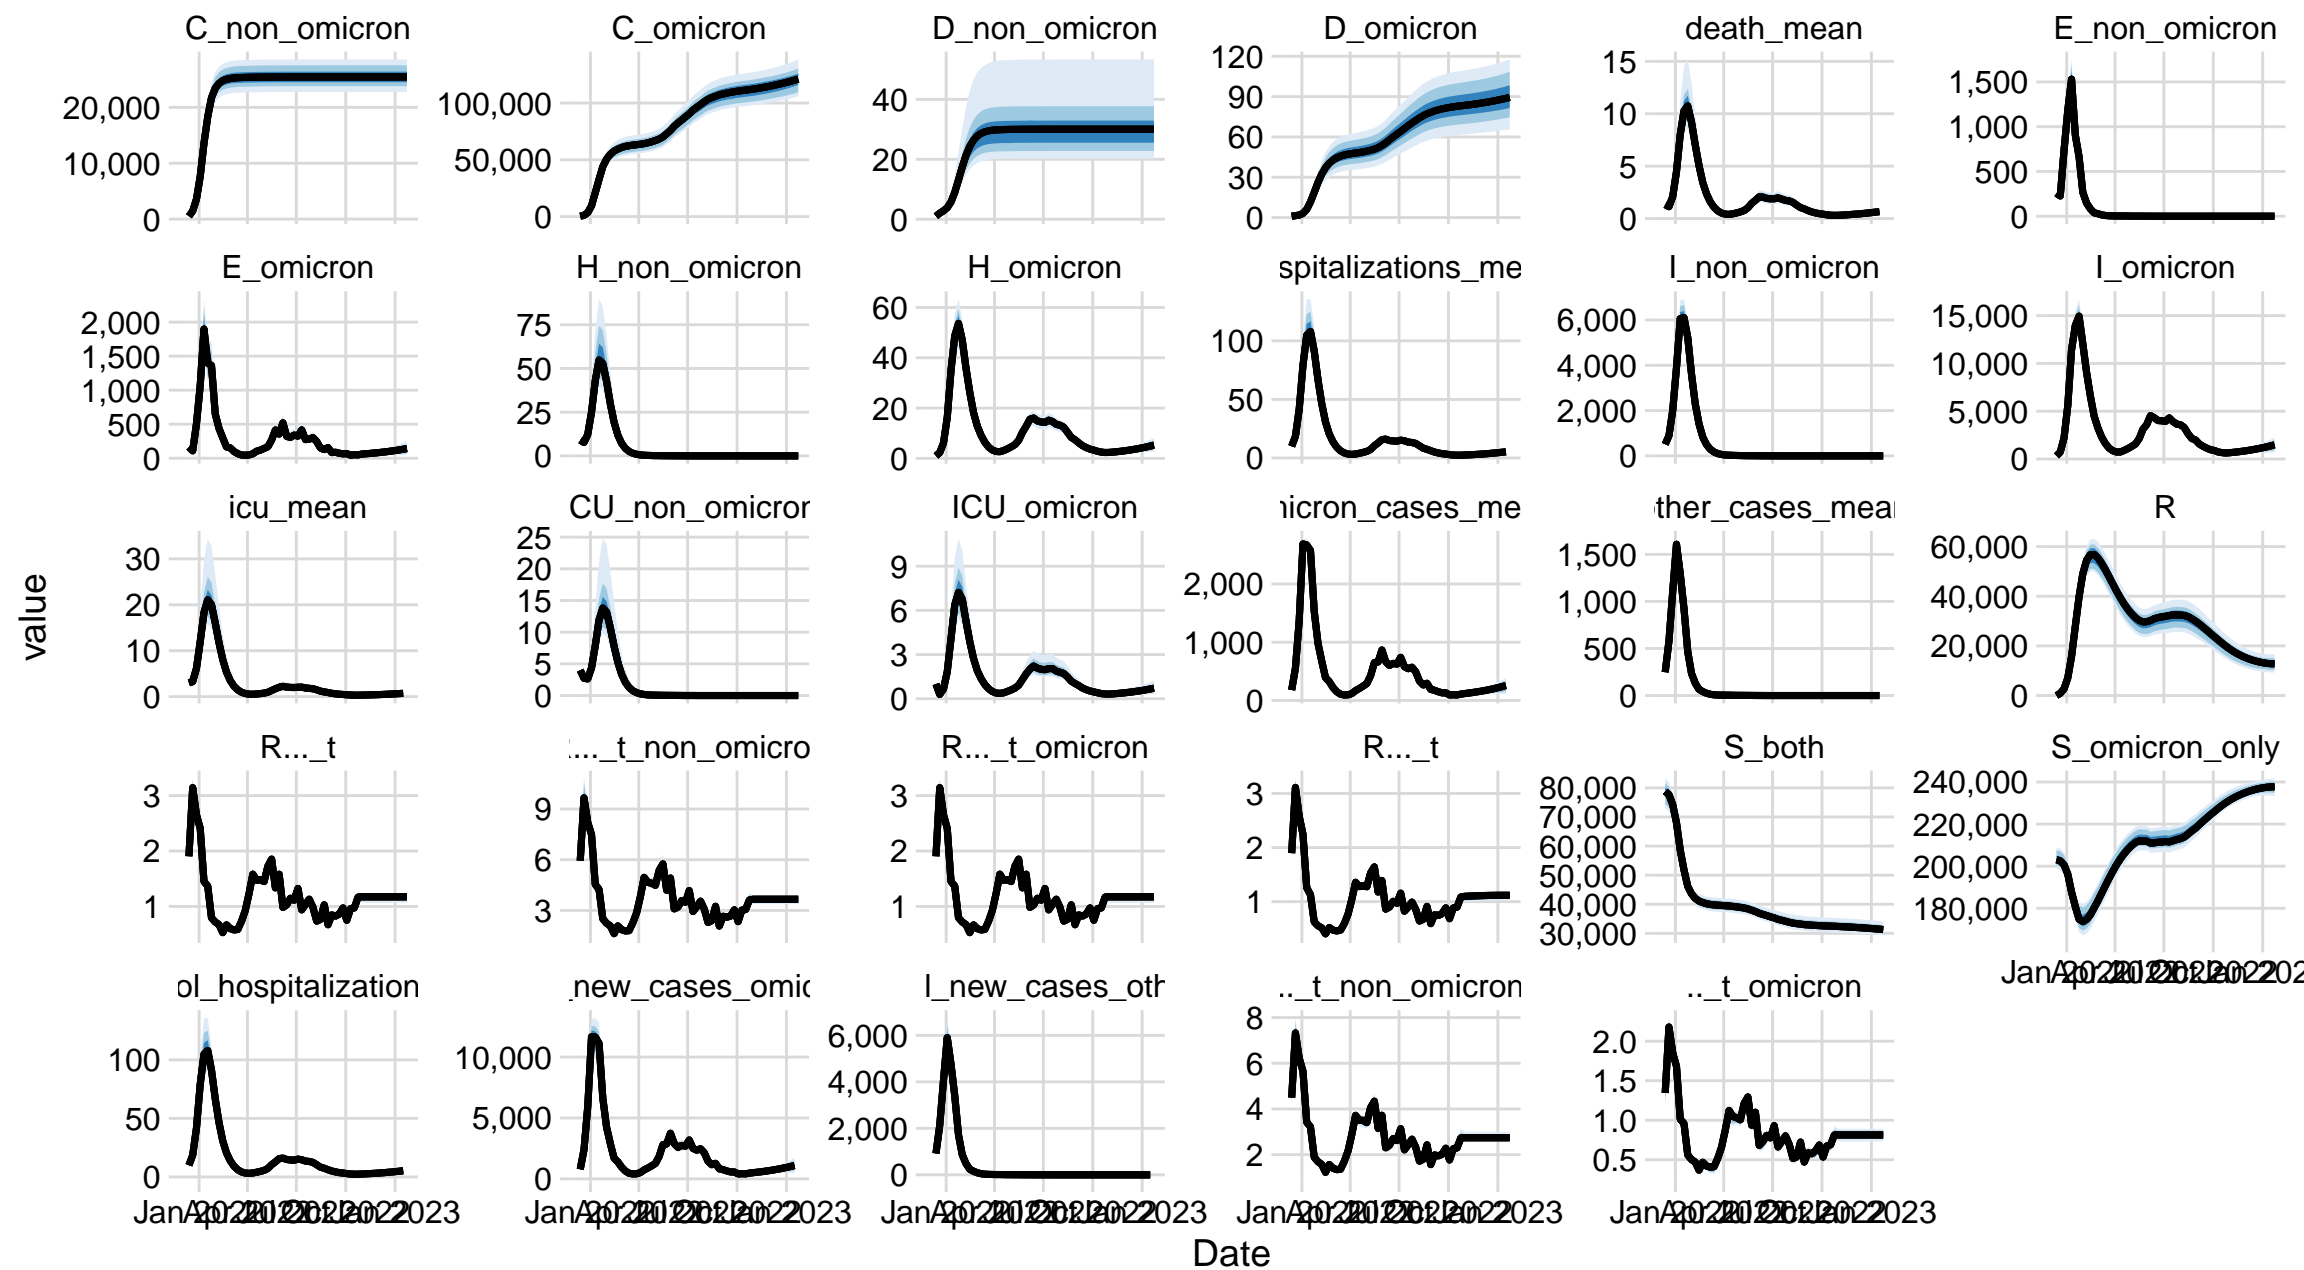 C_non_omicron C_omicron D_non_omicron D_omicron death_mean E_non_omicron
20,000 10,000 0
100,000 50,000 0
40 20 0
120 90 60 30 0
15 10 5 0
1,500 1,000 500 0
E_omicron H_non_omicron H_omicron spitalizations_me I_non_omicron I_omicron
2,000 1,500 1,000 500 0
75 50 25 0
60 40 20 0
100 50 0
6,000 4,000 2,000 0
15,000 10,000 5,000 0
icu_mean CU_non_omicron ICU_omicron icron_cases_me ther_cases_mea R
30 20 10 0
25 20 15 10 5 0
9 6 3 0
2,000 1,000 0
1,500 1,000 500 0
60,000 40,000 20,000 0
value
R..._t ..._t_non_omicro R..._t_omicron R..._t S_both S_omicron_only
3 2 1
9 6 3
3 2 1
3 2 1
80,000 70,000 60,000 50,000 40,000 30,000
240,000 220,000 200,000 180,000
ol_hospitalization _new_cases_omic I_new_cases_oth .._t_non_omicron .._t_omicron
100 50 0
10,000 5,000 0
6,000 4,000 2,000 0
8 6 4 2
2.0 1.5 1.0 0.5
Date